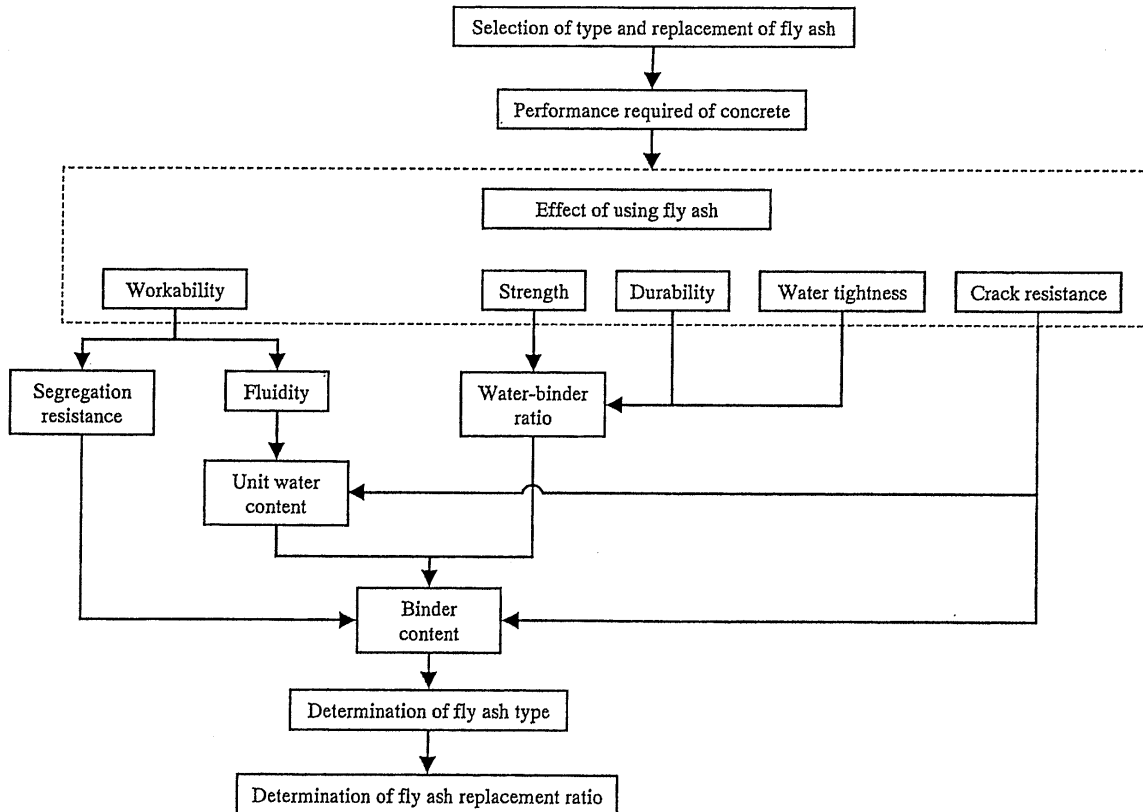 Selection of type and replacement of fly ash
Performance required of concrete
Effect of using fly ash
Workability
Strength
Durability
Water tightness
Crack resistance
Segregation
resistance
Fluidity
Water-binder
ratio
Unit water
content
Binder
content
Determination of fly ash type
Determination of fly ash replacement ratio